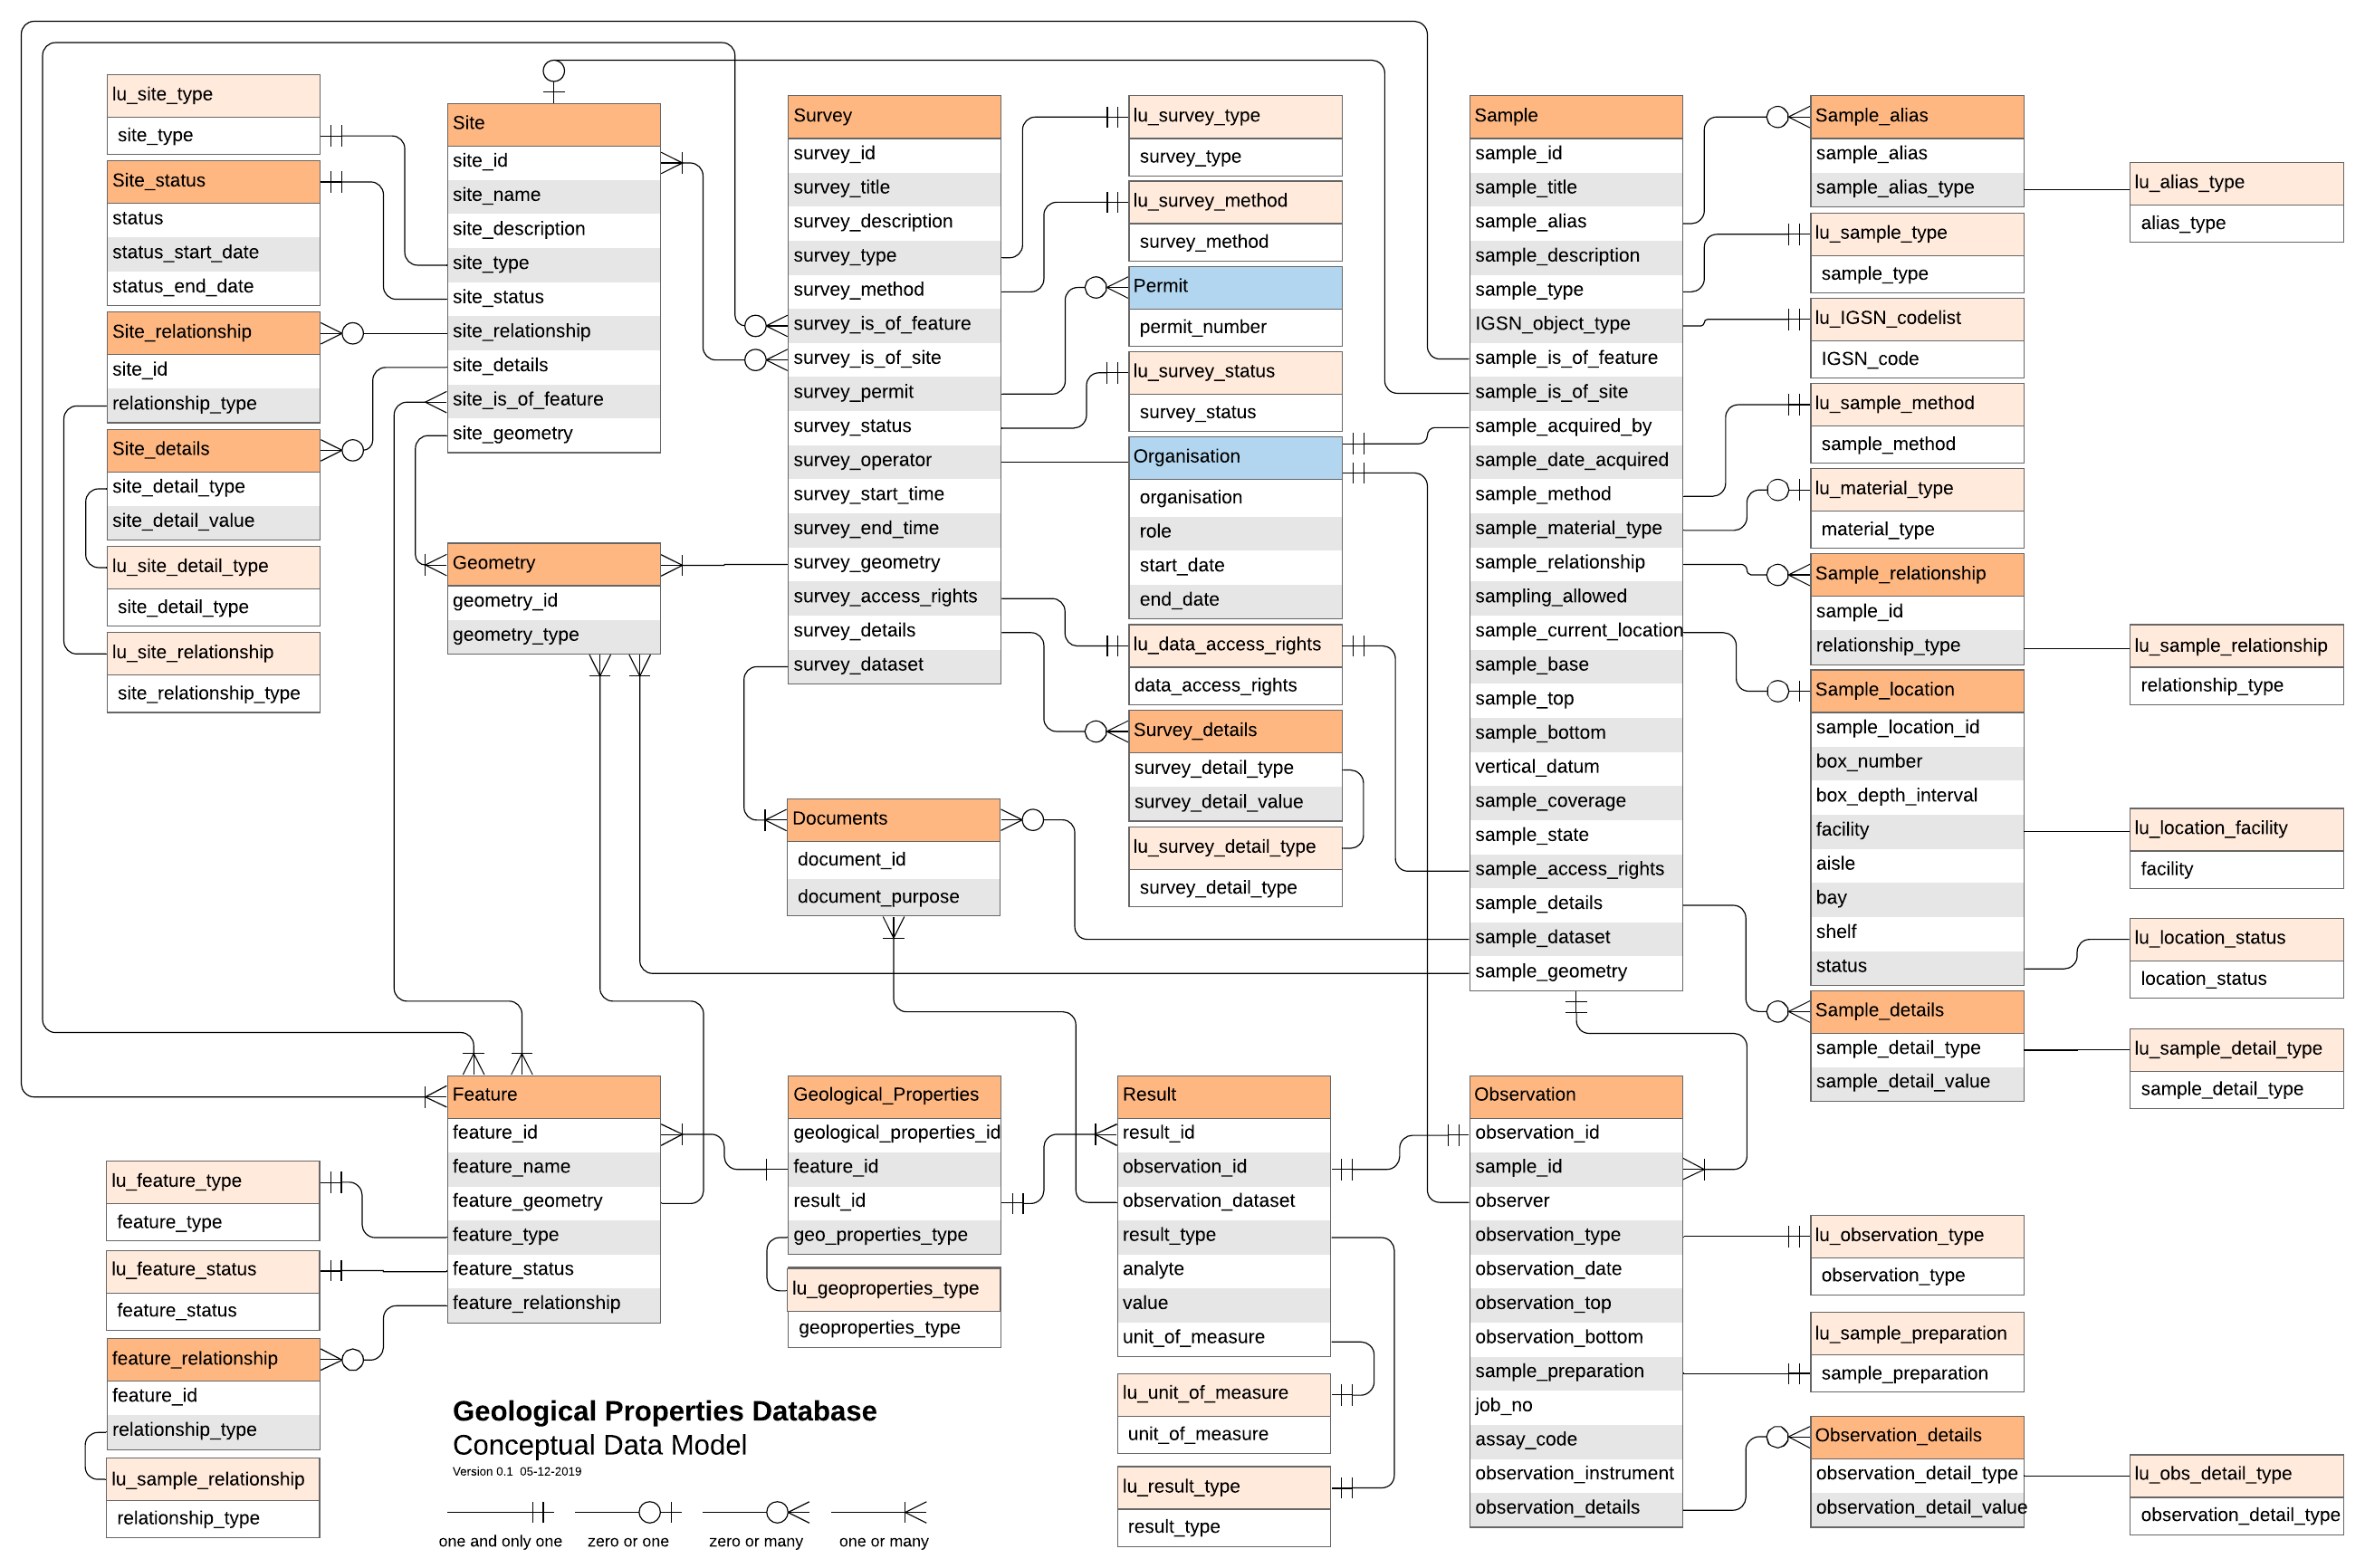 lu_site_type
site_type
Site_status
status
status_start_date
status_end_date
Site_relationship
site_id
relationship_type
Site_details
site_detail_type
site_detail_value
lu_site_detail_type
site_detail_type
lu_site_relationship
site_relationship_type
Site
site_id
site_name
site_description
site_type
site_status
site_relationship
site_details
site_is_of_feature
site_geometry
Geometry
geometry_id
geometry_type
Survey
survey_id
survey_title
survey_description
survey_type
survey_method
survey_is_of_feature
survey_is_of_site
survey_permit
survey_status
survey_operator
survey_start_time
survey_end_time
survey_geometry
survey_access_rights
survey_details
survey_dataset
Documents
document_id
document_purpose
lu_survey_type
survey_type
lu_survey_method
survey_method
Permit
permit_number
lu_survey_status
survey_status
Organisation
organisation
role
start_date
end_date
lu_data_access_rights
data_access_rights
Survey_details
survey_detail_type
survey_detail_value
lu_survey_detail_type
survey_detail_type
Sample
sample_id
sample_title
sample_alias
sample_description
sample_type
IGSN_object_type
sample_is_of_feature
sample_is_of_site
sample_acquired_by
sample_date_acquired
sample_method
sample_material_type
sample_relationship
sampling_allowed
sample_current_location
sample_base
sample_top
sample_bottom
vertical_datum
sample_coverage
sample_state
sample_access_rights
sample_details
sample_dataset
sample_geometry
Sample_alias
sample_alias
sample_alias_type
lu_sample_type
sample_type
lu_IGSN_codelist
IGSN_code
lu_sample_method
sample_method
lu_material_type
material_type
Sample_relationship
sample_id
relationship_type
Sample_location
sample_location_id
box_number
box_depth_interval
facility
aisle
bay
shelf
status
Sample_details
sample_detail_type
sample_detail_value
lu_alias_type
alias_type
lu_sample_relationship
relationship_type
lu_location_facility
facility
lu_location_status
location_status
lu_sample_detail_type
sample_detail_type
lu_feature_type
feature_type
lu_feature_status
feature_status
feature_relationship
feature_id
relationship_type
lu_sample_relationship
relationship_type
Feature
feature_id
feature_name
feature_geometry
feature_type
feature_status
feature_relationship
Geological_Properties
geological_properties_id
feature_id
result_id
geo_properties_type
lu_geoproperties_type
geoproperties_type
Result
result_id
observation_id
observation_dataset
result_type
analyte
value
unit_of_measure
lu_unit_of_measure
unit_of_measure
lu_result_type
result_type
Observation
observation_id
sample_id
observer
observation_type
observation_date
observation_top
observation_bottom
sample_preparation
job_no
assay_code
observation_instrument
observation_details
lu_observation_type
observation_type
lu_sample_preparation
sample_preparation
Observation_details
observation_detail_type
observation_detail_value
lu_obs_detail_type
observation_detail_type
Geological Properties Database
Conceptual Data Model
Version 0.1 05-12-2019
one and only one
zero or one
zero or many
one or many